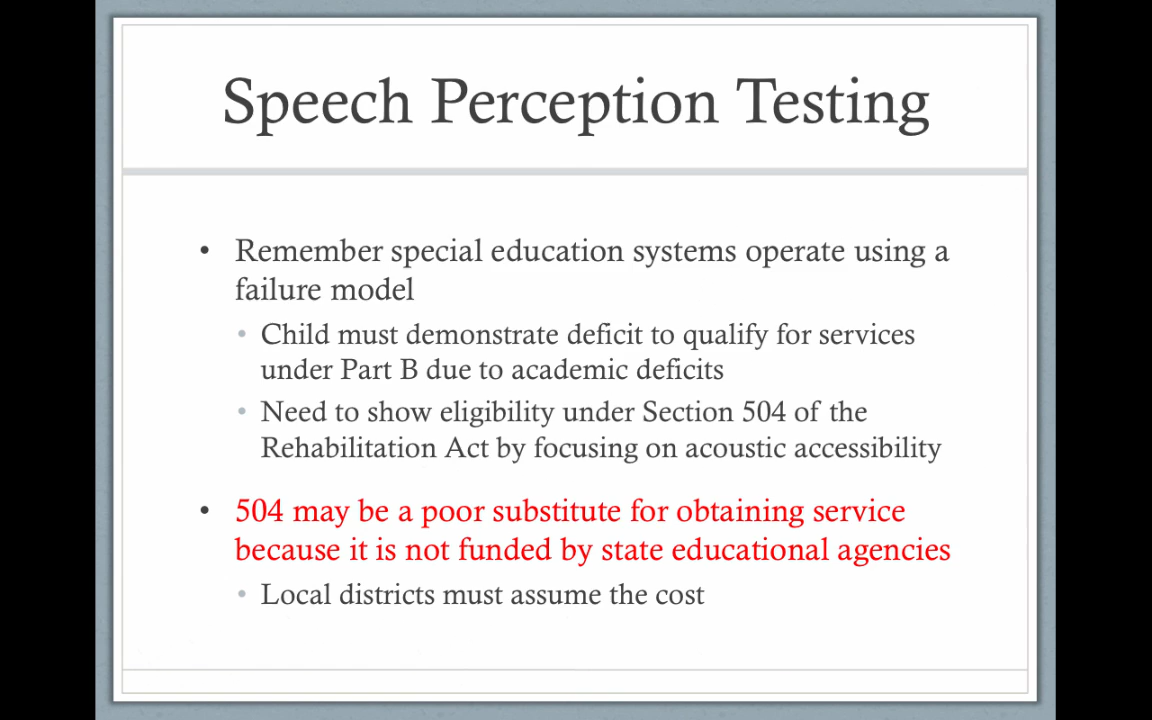 Speech Perception Testing
• Remember special education systems operate using a
failure model
• Child must demonstrate deficit to qualify for services
under Part B due to academic deficits
• Need to show eligibility under Section 504 of the
Rehabilitation Act by focusing on acoustic accessibility
• 504 may be a poor substitute for obtaining service
because it is not funded by state educational agencies
• Local districts must assume the cost